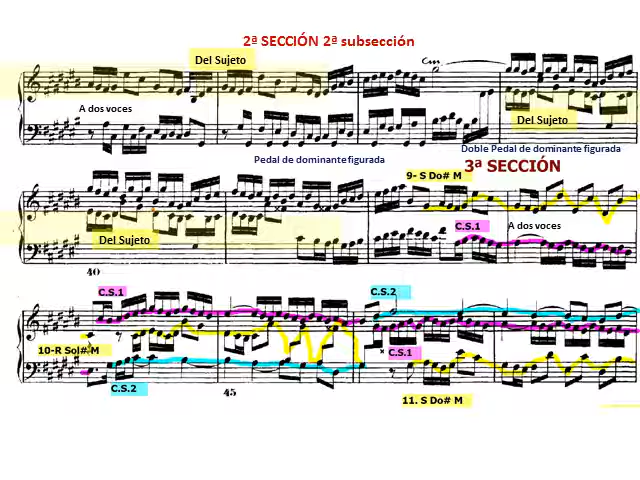 2ª SECCIÓN 2ª subsección
Del Sujeto
A dos voces
Del Sujeto
Pedal de dominante figurada
Doble Pedal de dominante figurada
3ª SECCIÓN
9- S Do# M
C.S.1
A dos voces
Del Sujeto
40
C.S.1
C.S.2
10-R Sol# M
C.S.1
C.S.2
45
11. S Do# M